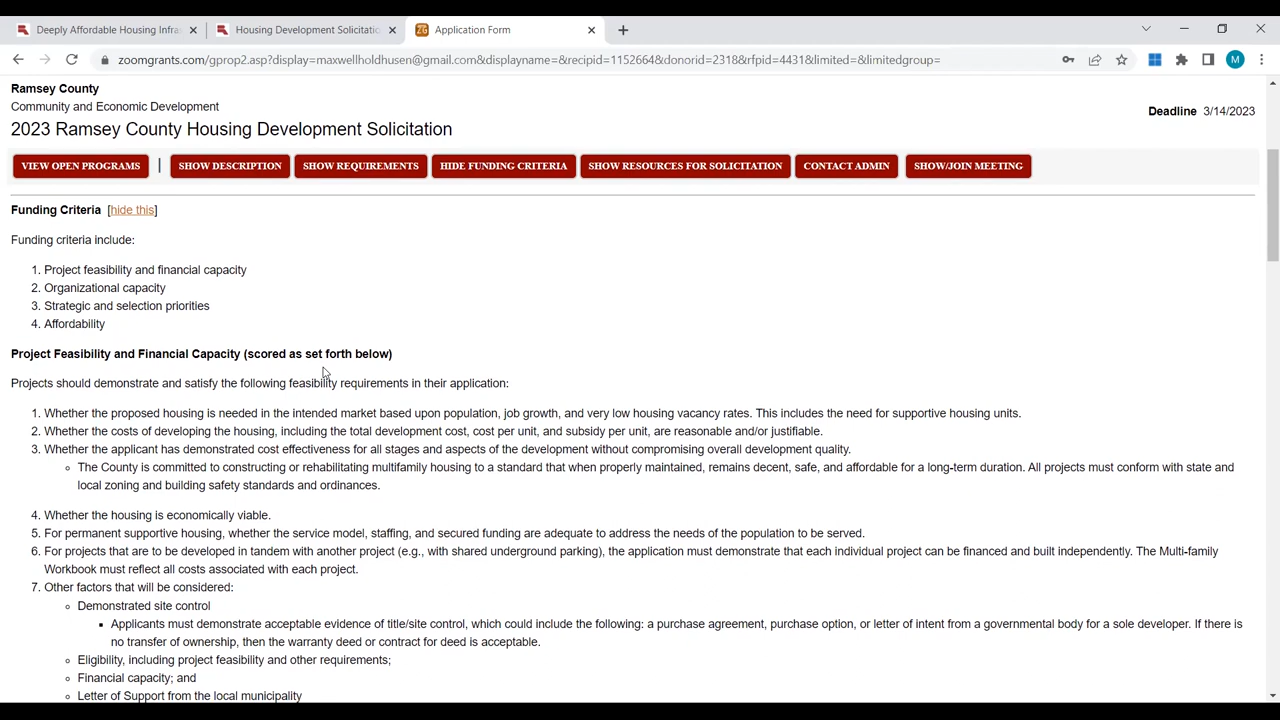 Deeply Affordable Housing Infra
Housing Development Solicitatio
Application Form
zoomgrants.com/gprop2.asp?display=maxwellholdhusen@gmailbom&displayname=&recipid=1152664&donorid=2318&rfpid=4431&limited=&limitedgroup=
M
Ramsey County
Community and Economic Development
Deadline 3/14/2023
2023 Ramsey County Housing Development Solicitation
VIEW OPEN PROGRAMS | SHOW DESCRIPTION SHOW REQUIREMENTS HIDE FUNDING CRITERIA SHOW RESOURCES FOR SOLICITATION CONTACT ADMIN SHOW/JOIN MEETING
Funding Criteria [hide this]
Funding criteria include:
1. Project feasibility and financial capacity
2. Organizational capacity
3. Strategic and selection priorities
4. Affordability
Project Feasibility and Financial Capacity (scored as set forth below)
Projects should demonstrate and satisfy the following feasibility requirements in their application:
1. Whether the proposed housing is needed in the intended market based upon population, job growth, and very low housing vacancy rates. This includes the need for supportive housing units.
2. Whether the costs of developing the housing, including the total development cost, cost per unit, and subsidy per unit, are reasonable and/or justifiable.
3. Whether the applicant has demonstrated cost effectiveness for all stages and aspects of the development without compromising overall development quality.
The County is committed to constructing or rehabilitating multifamily housing to a standard that when properly maintained, remains decent, safe, and affordable for a long-term duration. All projects must conform with state and
local zoning and building safety standards and ordinances.
4. Whether the housing is economically viable.
5. For permanent supportive housing, whether the service model, staffing, and secured funding are adequate to address the needs of the population to be served.
6. For projects that are to be developed in tandem with another project (e.g., with shared underground parking), the application must demonstrate that each individual project can be financed and built independently. The Multi-family
Workbook must reflect all costs associated with each project.
7. Other factors that will be considered:
Demonstrated site control
Applicants must demonstrate acceptable evidence of title/site control, which could include the following: a purchase agreement, purchase option, or letter of intent from a governmental body for a sole developer. If there is
no transfer of ownership, then the warranty deed or contract for deed is acceptable.
Eligibility, including project feasibility and other requirements;
Financial capacity; and
Letter of Support from the local municipality